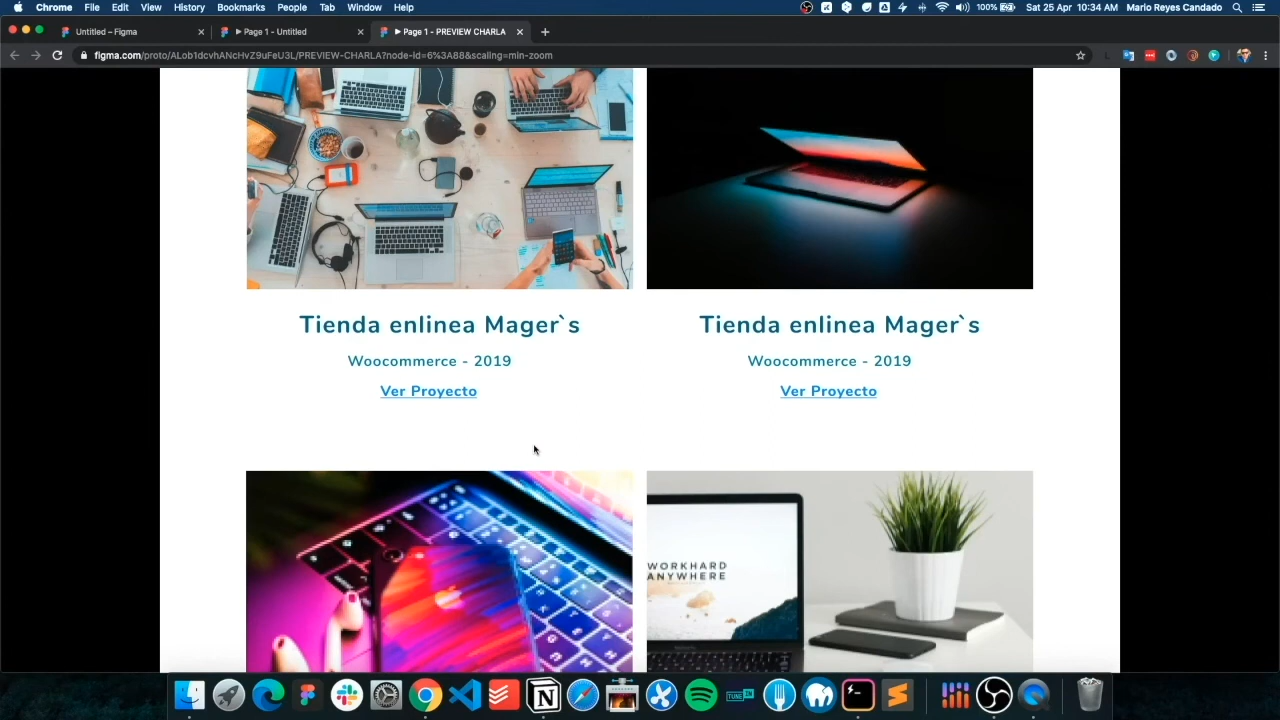 Chrome File Edit View History Bookmarks People Tab Window Help 100% Sat 25 Apr 10:34 AM Mario Reyes Candado
Untitled – Figma
Page 1 - Untitled
Page 1 - PREVIEW CHARLA
figma.com/proto/ALob1dcvhANcHvZ9uFeU3L/PREVIEW-CHARLA?node-id=6%3A88&scaling=min-zoom
Tienda enlinea Mager`s
Woocommerce - 2019
Ver Proyecto
Tienda enlinea Mager`s
Woocommerce - 2019
Ver Proyecto
WORKHARD
ANYWHERE
TUNE IN